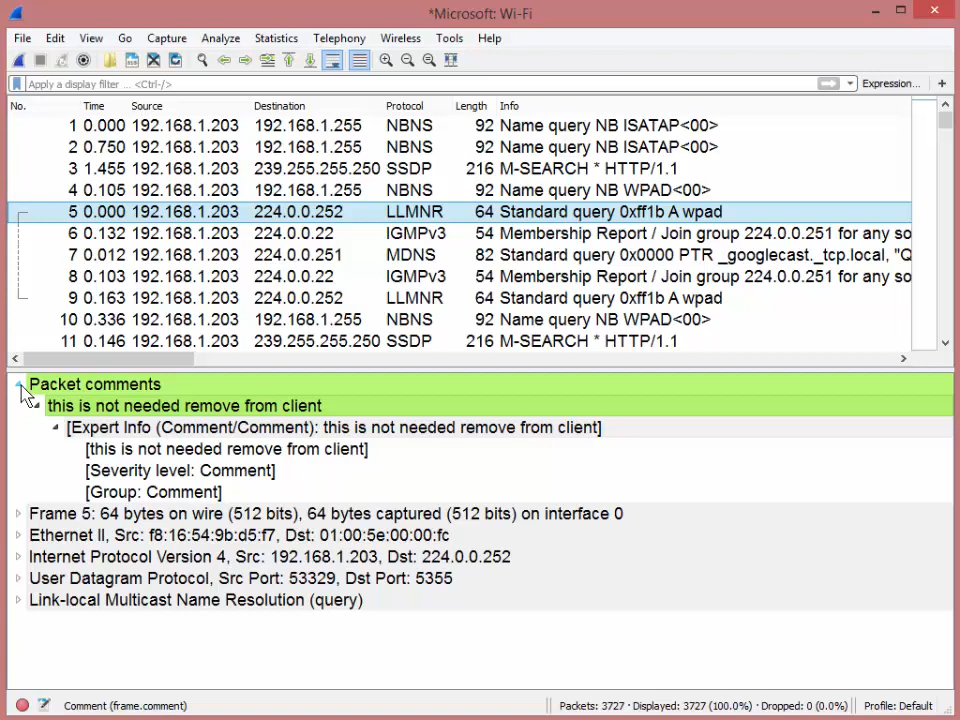 *Microsoft: Wi-Fi
File Edit View Go Capture Analyze Statistics Telephony Wireless Tools Help
Apply a display filter ... <Ctrl-/> Expression... +
No. Time Source Destination Protocol Length Info
1 0.000 192.168.1.203 192.168.1.255 NBNS 92 Name query NB ISATAP<00>
2 0.750 192.168.1.203 192.168.1.255 NBNS 92 Name query NB ISATAP<00>
3 1.455 192.168.1.203 239.255.255.250 SSDP 216 M-SEARCH * HTTP/1.1
4 0.105 192.168.1.203 192.168.1.255 NBNS 92 Name query NB WPAD<00>
5 0.000 192.168.1.203 224.0.0.252 LLMNR 64 Standard query 0xff1b A wpad
6 0.132 192.168.1.203 224.0.0.22 IGMPv3 54 Membership Report / Join group 224.0.0.251 for any so
7 0.012 192.168.1.203 224.0.0.251 MDNS 82 Standard query 0x0000 PTR _googlecast._tcp.local, "Q
8 0.103 192.168.1.203 224.0.0.22 IGMPv3 54 Membership Report / Join group 224.0.0.251 for any so
9 0.163 192.168.1.203 224.0.0.252 LLMNR 64 Standard query 0xff1b A wpad
10 0.336 192.168.1.203 192.168.1.255 NBNS 92 Name query NB WPAD<00>
11 0.146 192.168.1.203 239.255.255.250 SSDP 216 M-SEARCH * HTTP/1.1
Packet comments
this is not needed remove from client
[Expert Info (Comment/Comment): this is not needed remove from client]
[this is not needed remove from client]
[Severity level: Comment]
[Group: Comment]
Frame 5: 64 bytes on wire (512 bits), 64 bytes captured (512 bits) on interface 0
Ethernet II, Src: f8:16:54:9b:d5:f7, Dst: 01:00:5e:00:00:fc
Internet Protocol Version 4, Src: 192.168.1.203, Dst: 224.0.0.252
User Datagram Protocol, Src Port: 53329, Dst Port: 5355
Link-local Multicast Name Resolution (query)
Comment (frame.comment) Packets: 3727 · Displayed: 3727 (100.0%) · Dropped: 0 (0.0%) Profile: Default